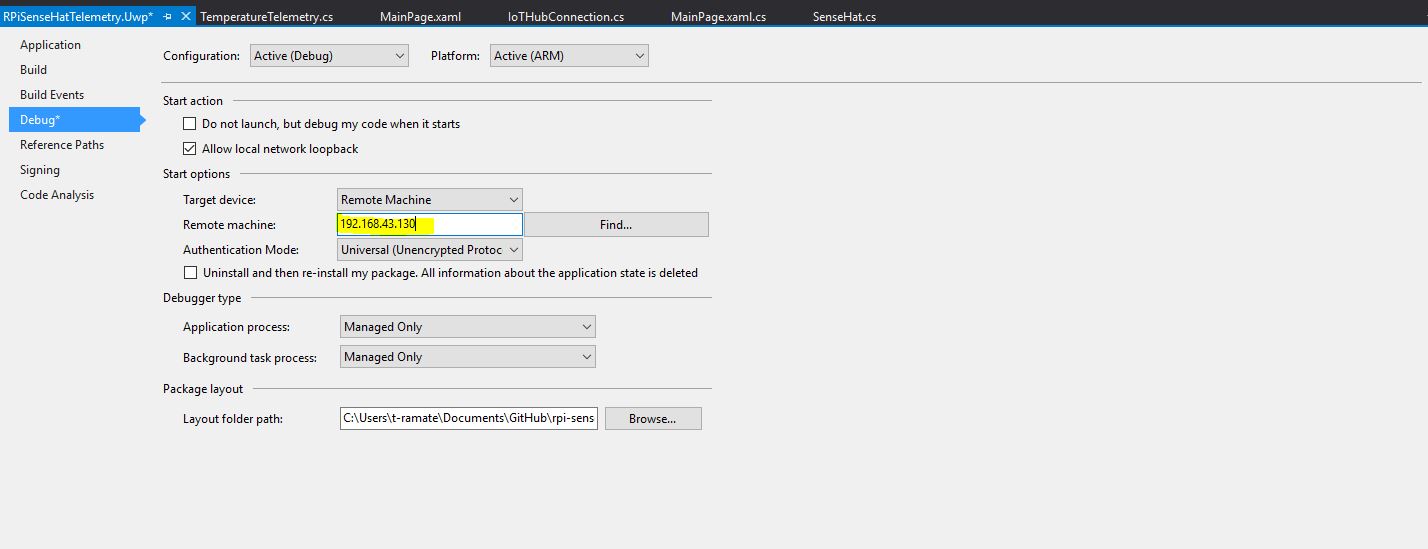 RPiSenseHatTelemetry.Uwp* TemperatureTelemetry.cs MainPage.xaml IoTHubConnection.cs MainPage.xaml.cs SenseHat.cs
Application
Build
Build Events
Debug*
Reference Paths
Signing
Code Analysis
Configuration: Active (Debug) Platform: Active (ARM)
Start action
Do not launch, but debug my code when it starts
Allow local network loopback
Start options
Target device: Remote Machine
Remote machine: 192.168.43.130 Find...
Authentication Mode: Universal (Unencrypted Protoc
Uninstall and then re-install my package. All information about the application state is deleted
Debugger type
Application process: Managed Only
Background task process: Managed Only
Package layout
Layout folder path: C:\Users\t-ramate\Documents\GitHub\rpi-sens Browse...